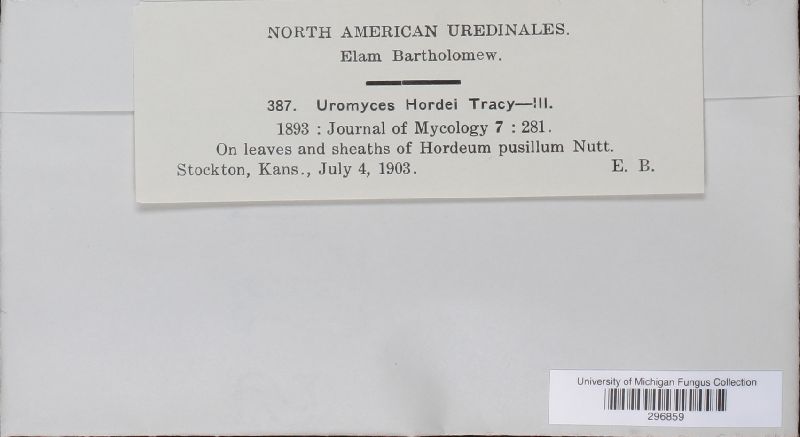 NORTH AMERICAN UREDINALES.
Elam Bartholomew.
387. Uromyces Hordei Tracy—III.
1893 : Journal of Mycology 7 : 281.
On leaves and sheaths of Hordeum pusillum Nutt.
Stockton, Kans., July 4, 1903. E. B.
University of Michigan Fungus Collection
296859